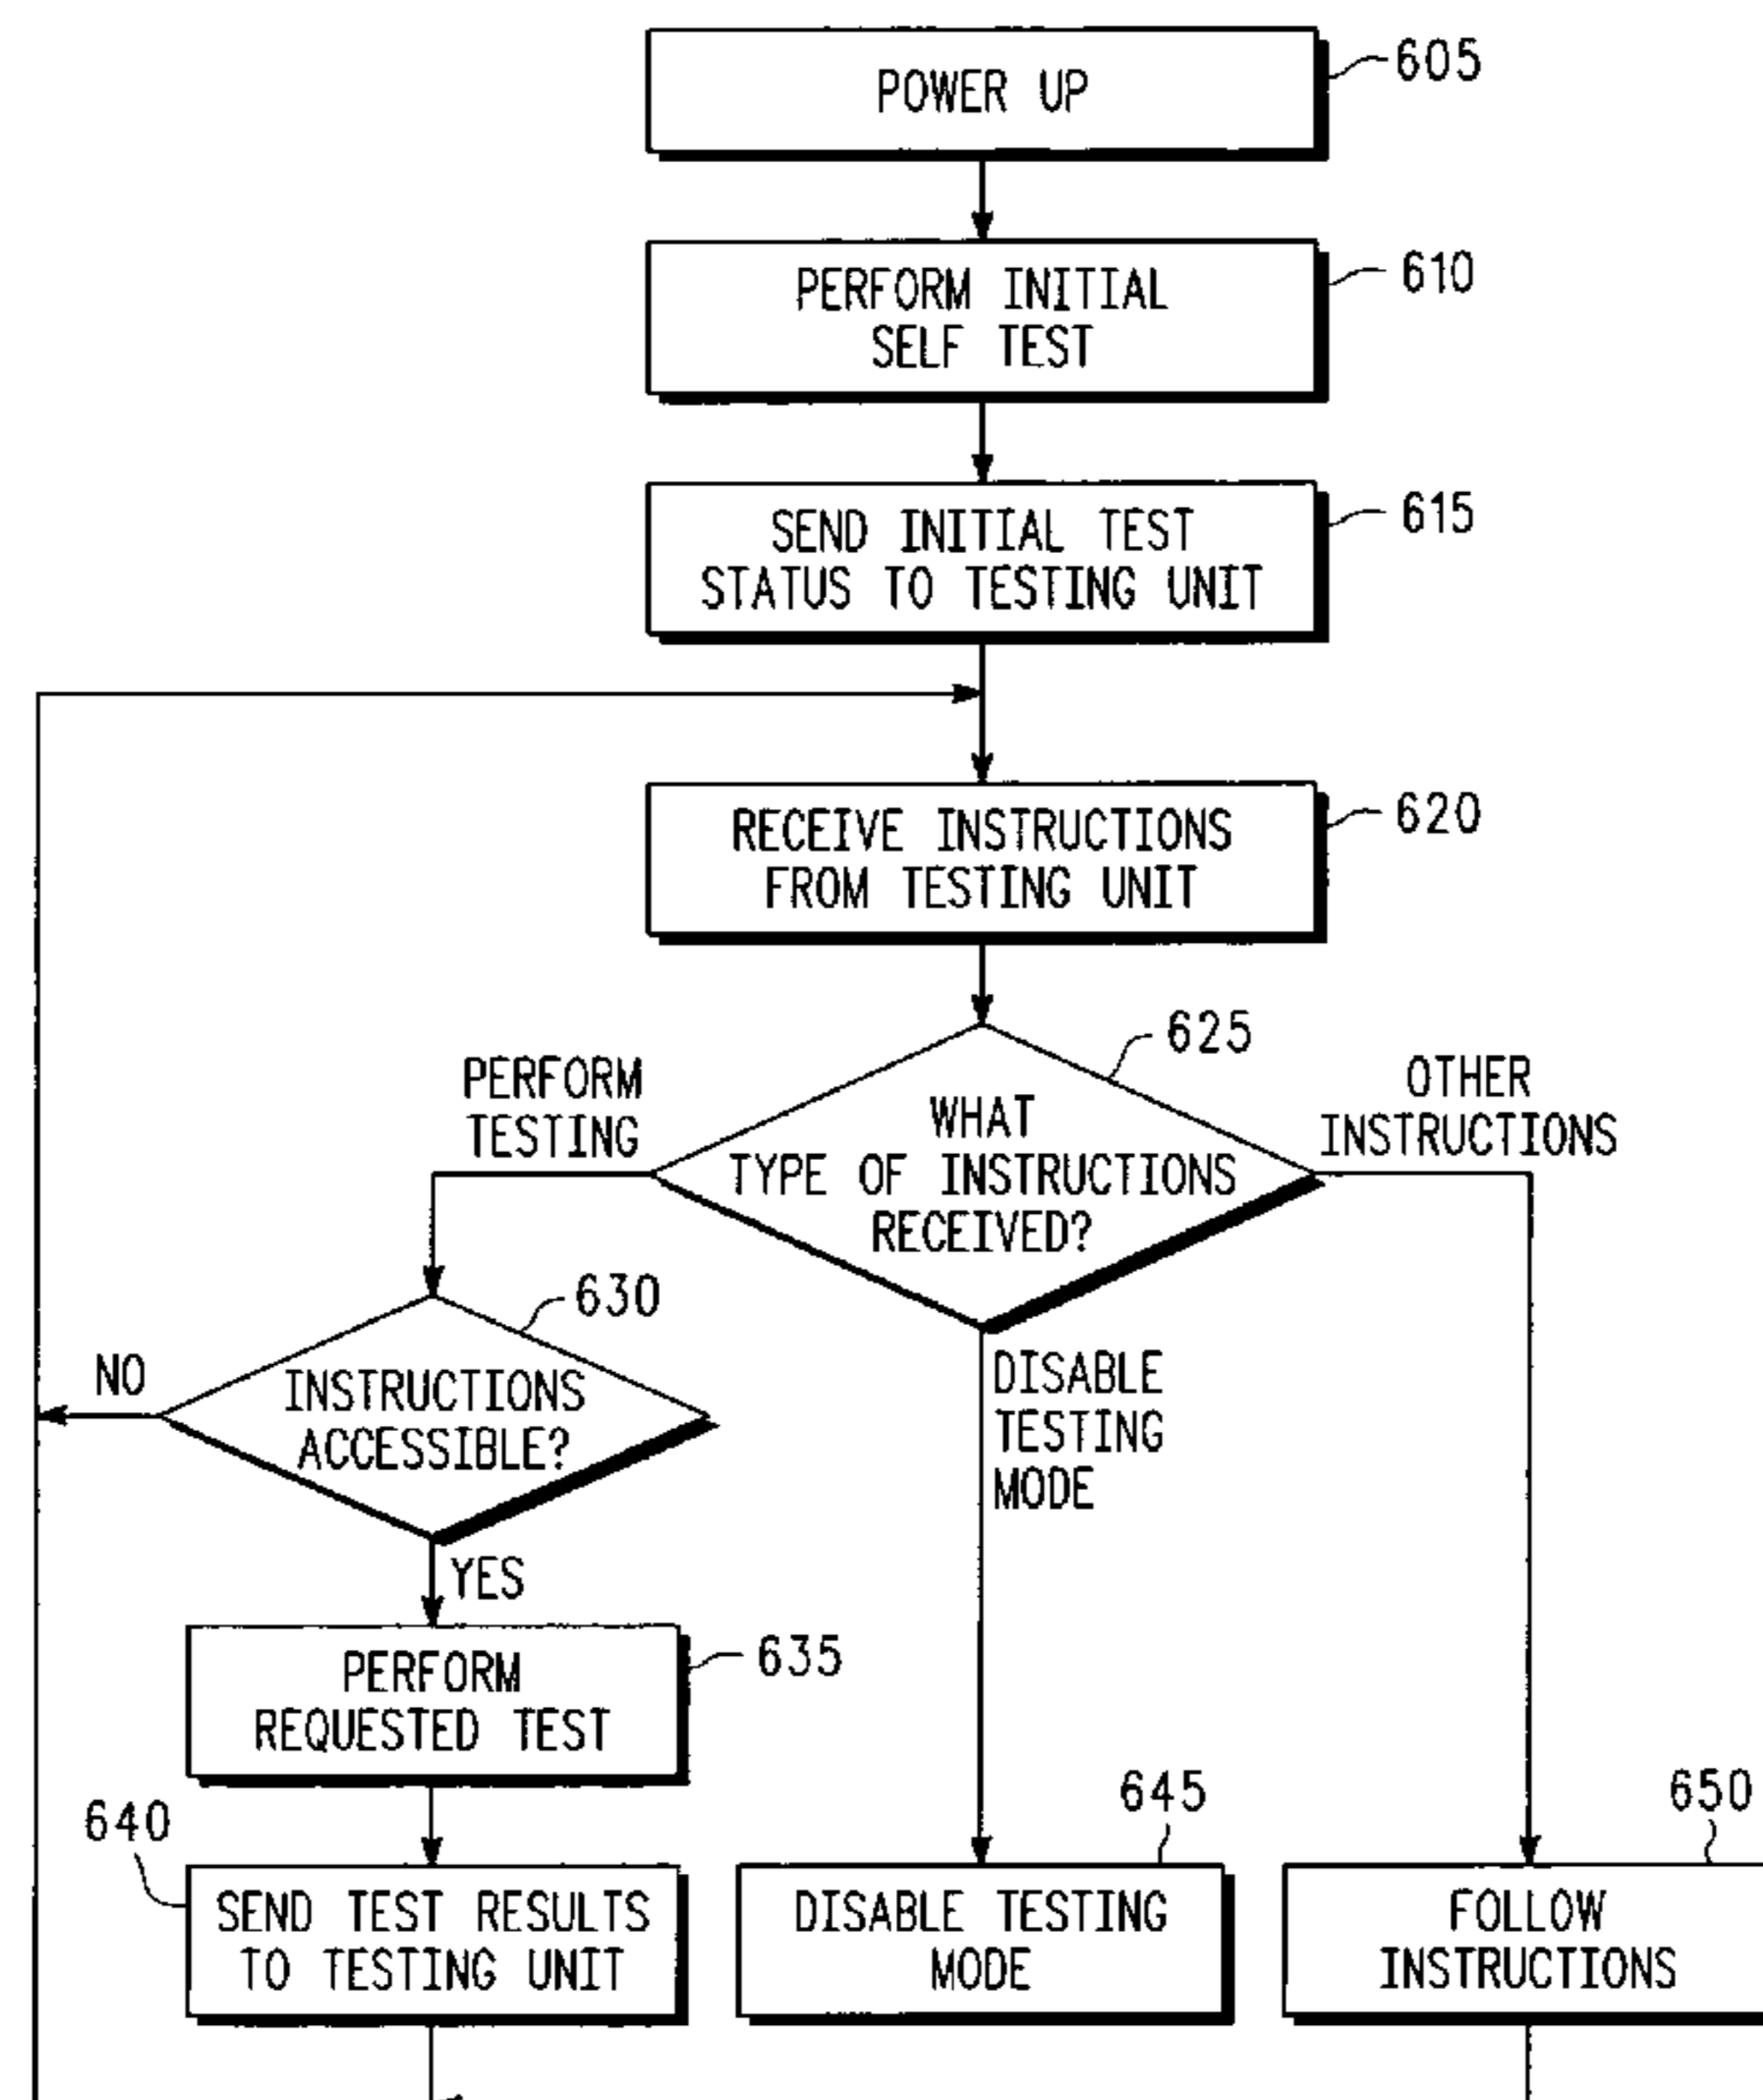 POWER UP
605
PERFORM INITIAL
SELF TEST
610
SEND INITIAL TEST
STATUS TO TESTING UNIT
615
RECEIVE INSTRUCTIONS
FROM TESTING UNIT
620
625
PERFORM
TESTING
WHAT
TYPE OF INSTRUCTIONS
RECEIVED?
OTHER
INSTRUCTIONS
630
NO
INSTRUCTIONS
ACCESSIBLE?
DISABLE
TESTING
MODE
YES
PERFORM
REQUESTED TEST
635
640
645
650
SEND TEST RESULTS
TO TESTING UNIT
DISABLE TESTING
MODE
FOLLOW
INSTRUCTIONS